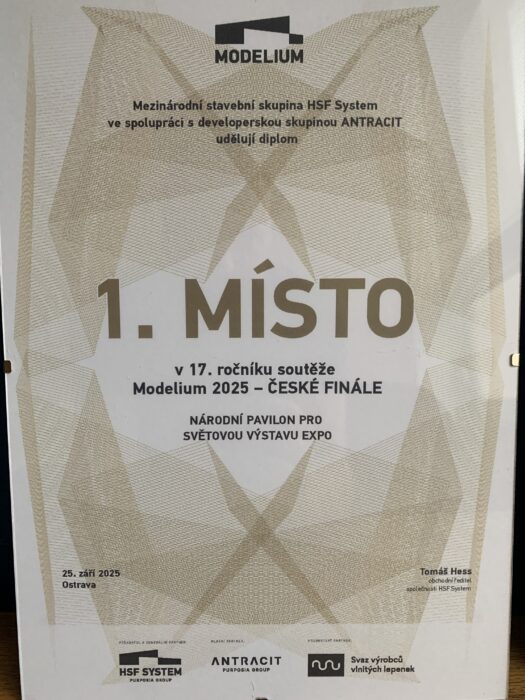 MODELIUM
Mezinárodní stavební skupina HSF System
ve spolupráci s developerskou skupinou ANTRACIT
udělují diplom
1. MÍSTO
v 17. ročníku soutěže
Modelium 2025 – ČESKÉ FINÁLE
NÁRODNÍ PAVILON PRO
SVĚTOVOU VÝSTAVU EXPO
25. září 2025
Ostrava
Tomáš Hess
obchodní ředitel
společnosti HSF System
HSF SYSTEM
PURPOSIA GROUP
ANTRACIT
PURPOSIA GROUP
Svaz výrobců
vlnitých lepenek